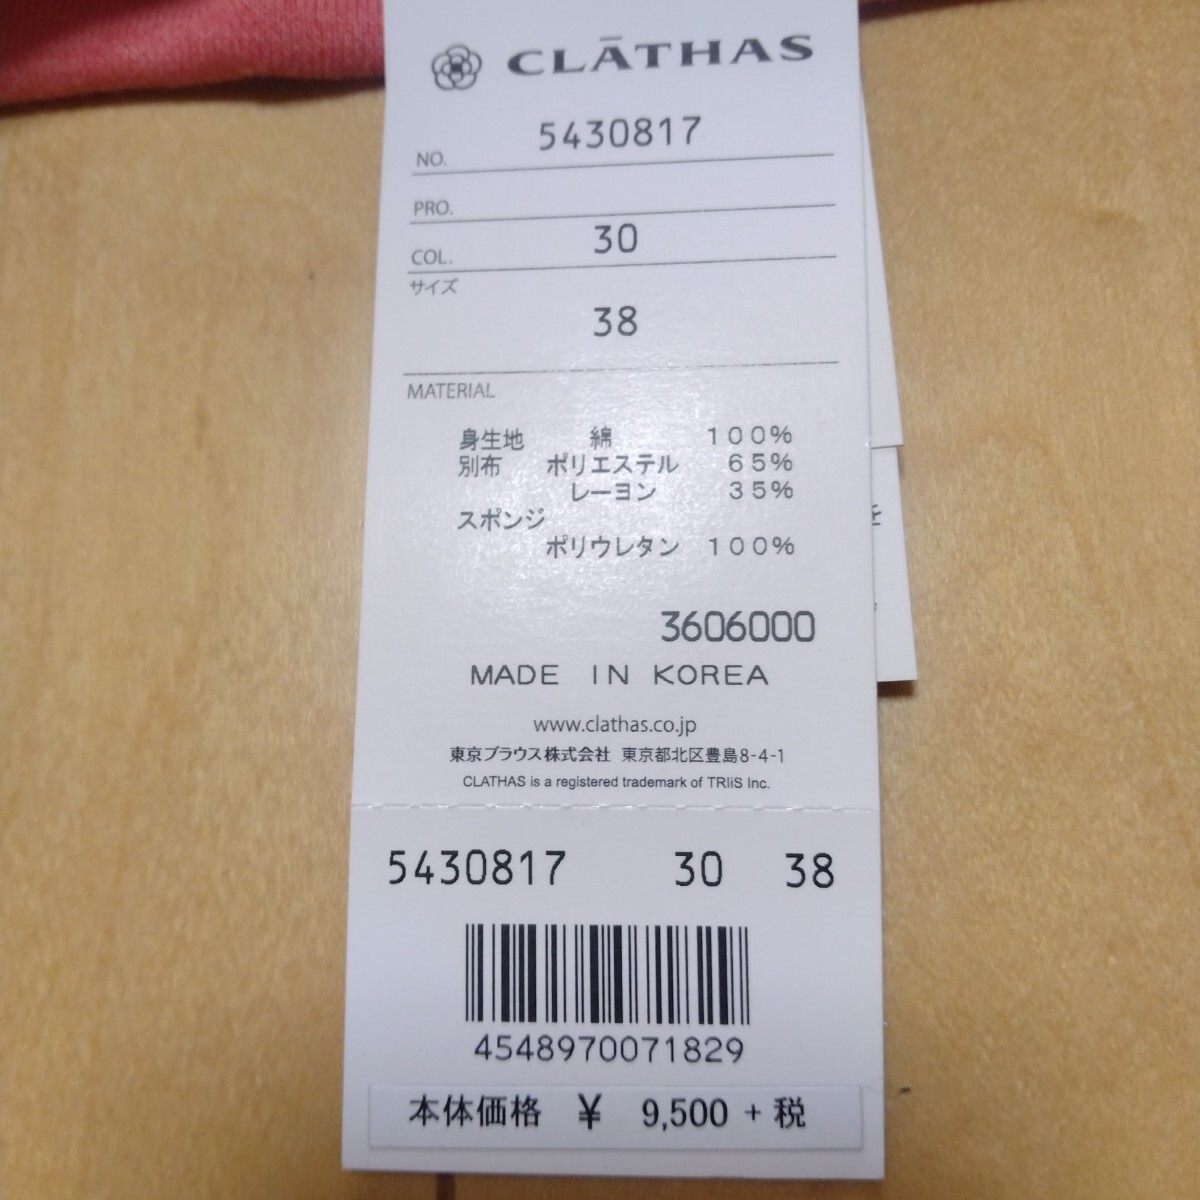 CLĀTHAS
NO. 5430817
PRO.
COL. 30
サイズ
38
MATERIAL
身生地 綿 100%
別布 ポリエステル 65%
レーヨン 35%
スポンジ
ポリウレタン 100%
3606000
MADE IN KOREA
www.clathas.co.jp
東京ブラウス株式会社 東京都北区豊島8-4-1
CLATHAS is a registered trademark of TRIiS Inc.
5430817 30 38
4548970071829
本体価格 ¥ 9,500 + 税
を